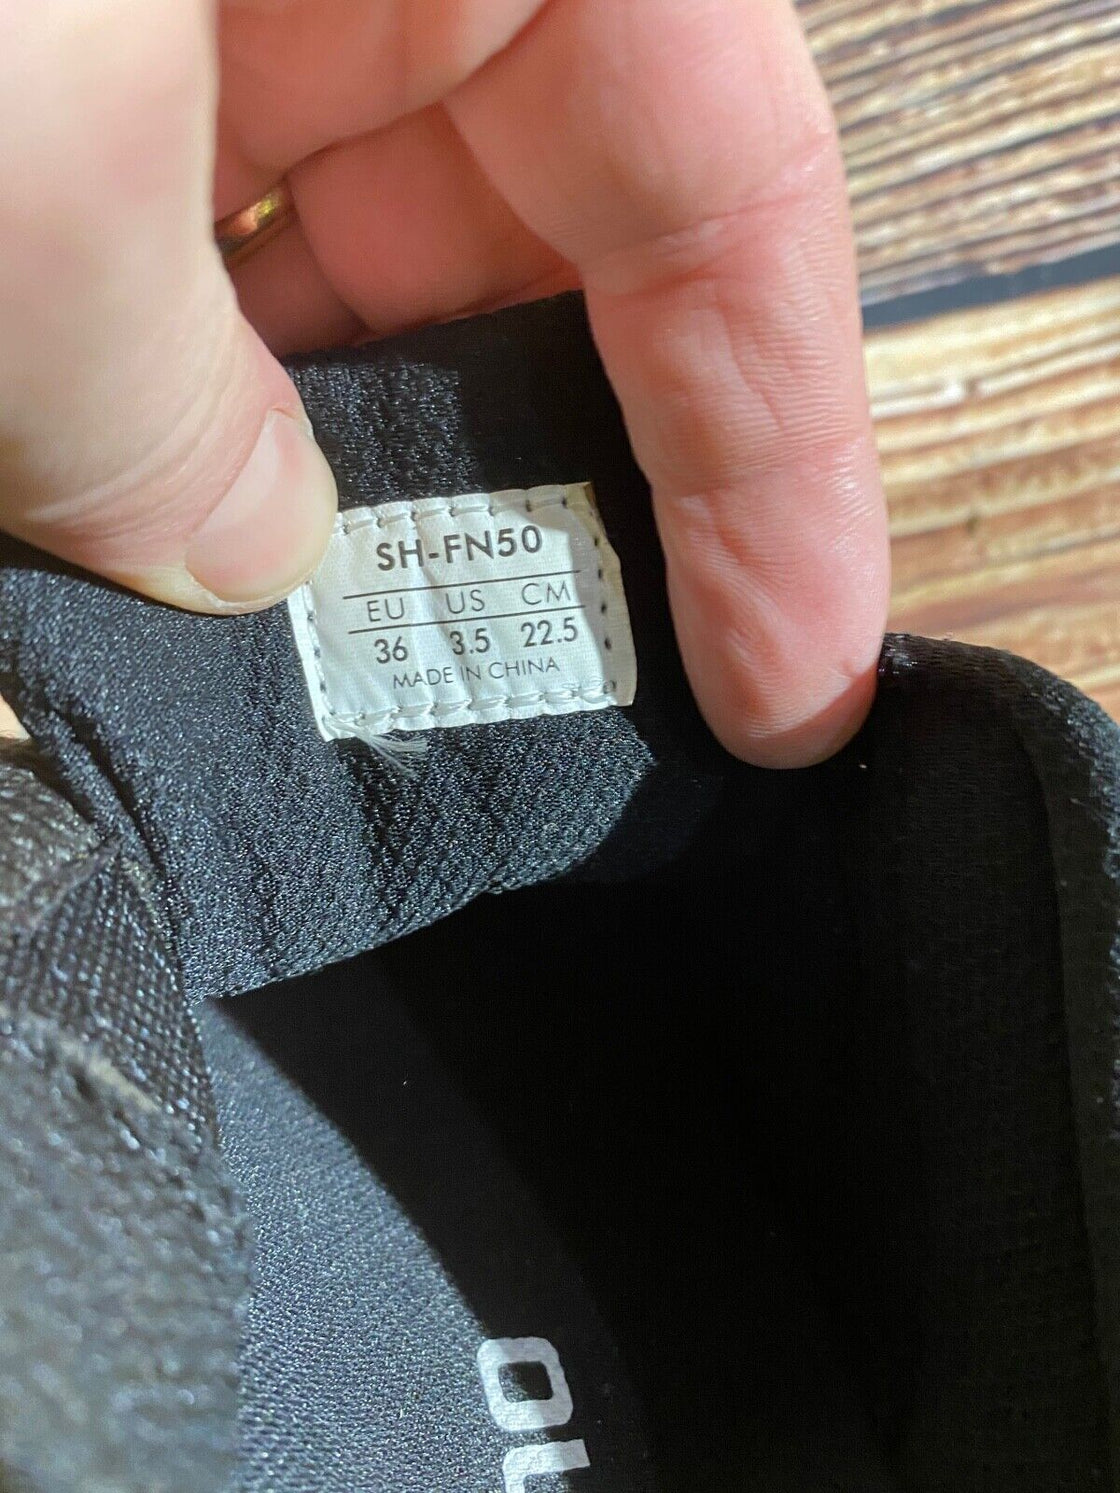 SH-FN50
EU US CM
36 3.5 22.5
MADE IN CHINA